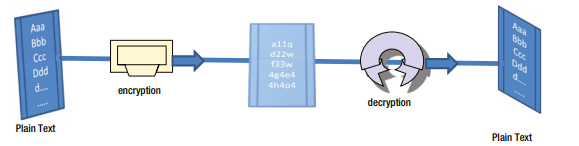 Aaa
Bbb
Ccc
Ddd
d....
.....
Plain Text
encryption
a11q
d22w
f33w
4g4e4
4h4o4
decryption
Aaa
Bbb
Ccc
Ddd
d....
.....
Plain Text